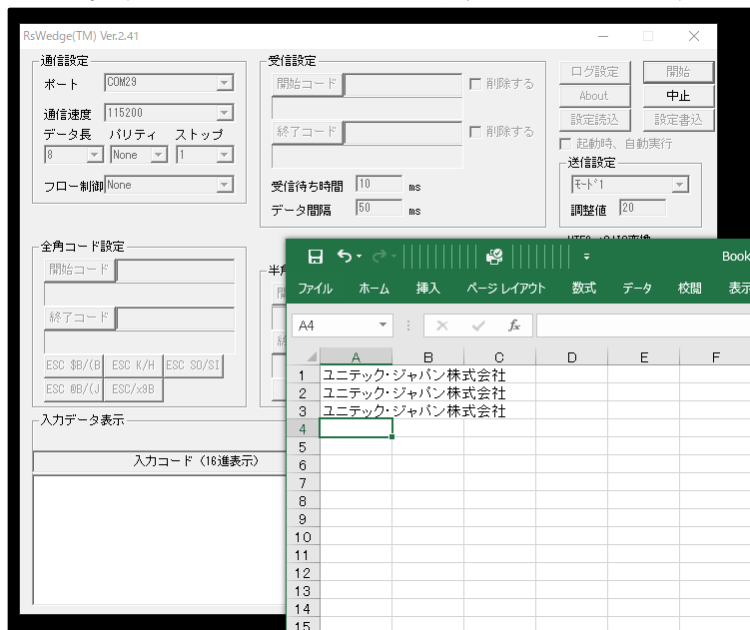 RsWedge(TM) Ver.2.41
通信設定
ポート COM29
通信速度 115200
データ長 パリティ ストップ
8 None 1
フロー制御 None
受信設定
開始コード 削除する
終了コード 削除する
受信待ち時間 10 ms
データ間隔 50 ms
ログ設定 開始
About 中止
設定読込 設定書込
起動時、自動実行
送信設定
ﾓｰﾄﾞ1
調整値 20
全角コード設定
開始コード
終了コード
ESC $B/(B ESC K/H ESC SO/SI
ESC @B/(J ESC/x9B
入力データ表示
入力コード (16進表示)
Book
ファイル ホーム 挿入 ページ レイアウト 数式 データ 校閲 表示
A4 fx
A B C D E F
1 ユニテック・ジャパン株式会社
2 ユニテック・ジャパン株式会社
3 ユニテック・ジャパン株式会社
4
5
6
7
8
9
10
11
12
13
14
15